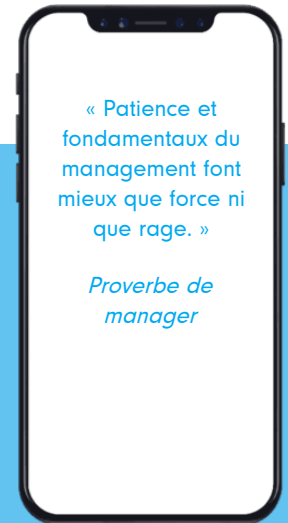 « Patience et
fondamentaux du
management font
mieux que force ni
que rage. »
Proverbe de
manager